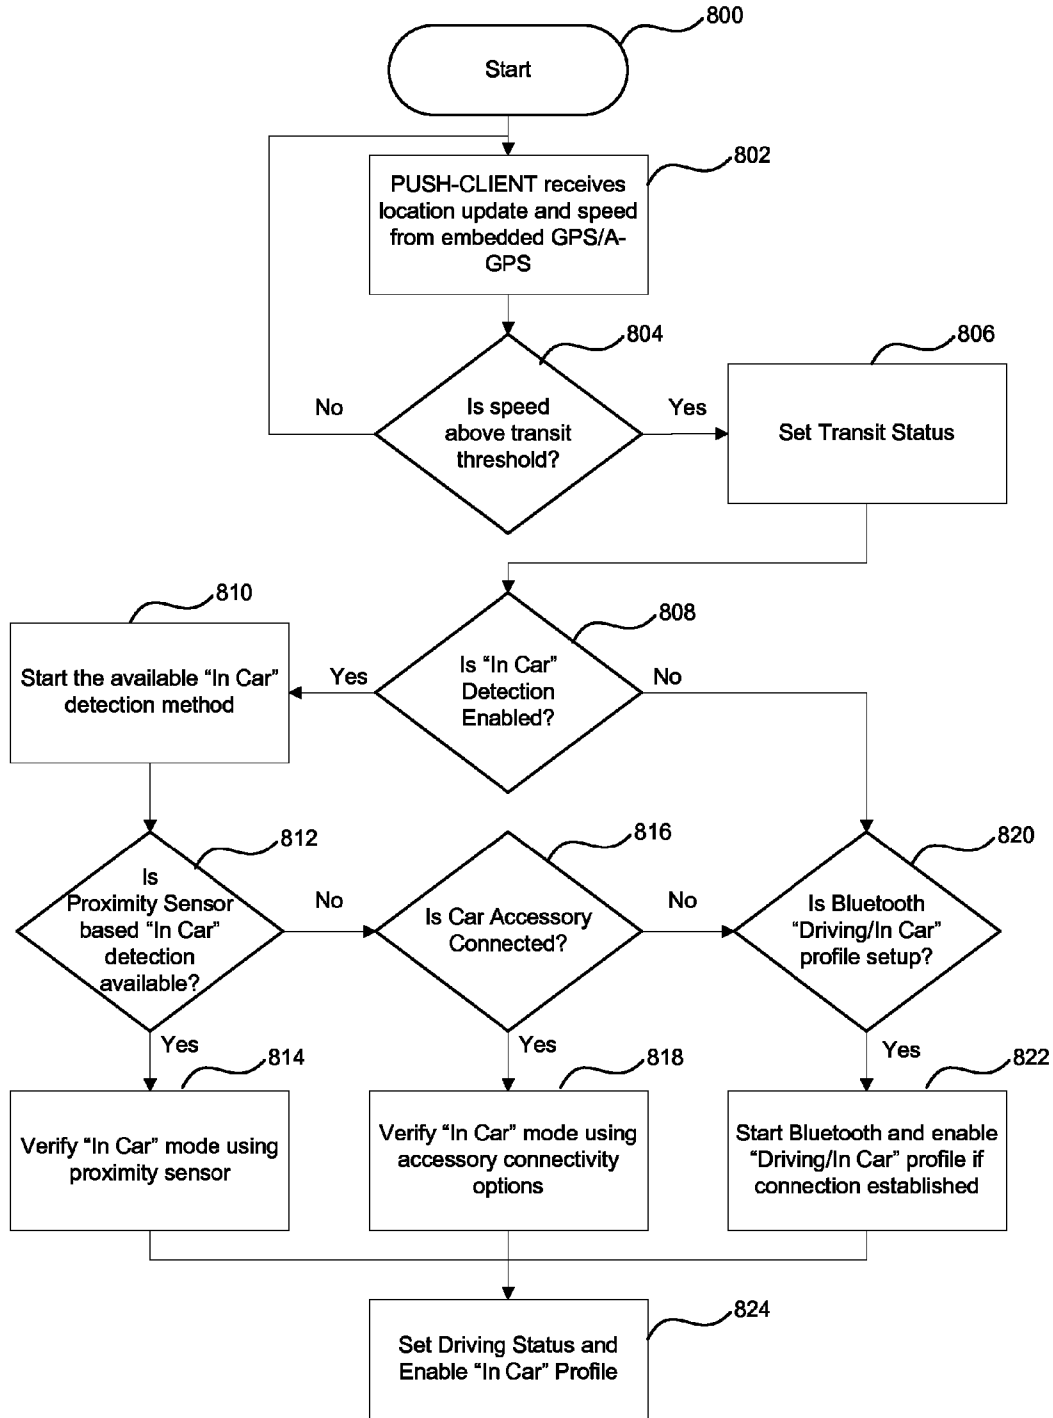 800
Start
802
PUSH-CLIENT receives
location update and speed
from embedded GPS/A-
GPS
804
806
No
Is speed
above transit
threshold?
Yes
Set Transit Status
810
808
Start the available “In Car”
detection method
Yes
Is “In Car”
Detection
Enabled?
No
812
816
820
Is
Proximity Sensor
based “In Car”
detection
available?
No
Is Car Accessory
Connected?
No
Is Bluetooth
“Driving/In Car”
profile setup?
Yes
Yes
Yes
814
818
822
Verify “In Car” mode using
proximity sensor
Verify “In Car” mode using
accessory connectivity
options
Start Bluetooth and enable
“Driving/In Car” profile if
connection established
824
Set Driving Status and
Enable “In Car” Profile